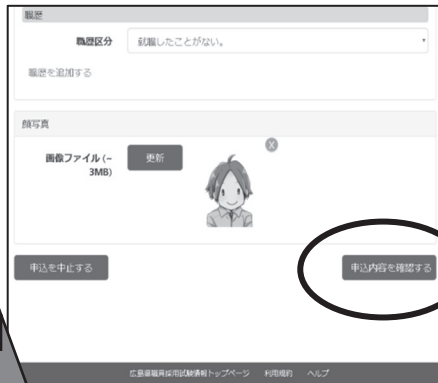 職歴
職歴区分 就職したことがない。
職歴を追加する
顔写真
画像ファイル (~ 更新
3MB)
X
申込を中止する 申込内容を確認する
広島県職員採用試験情報トップページ 利用規約 ヘルプ